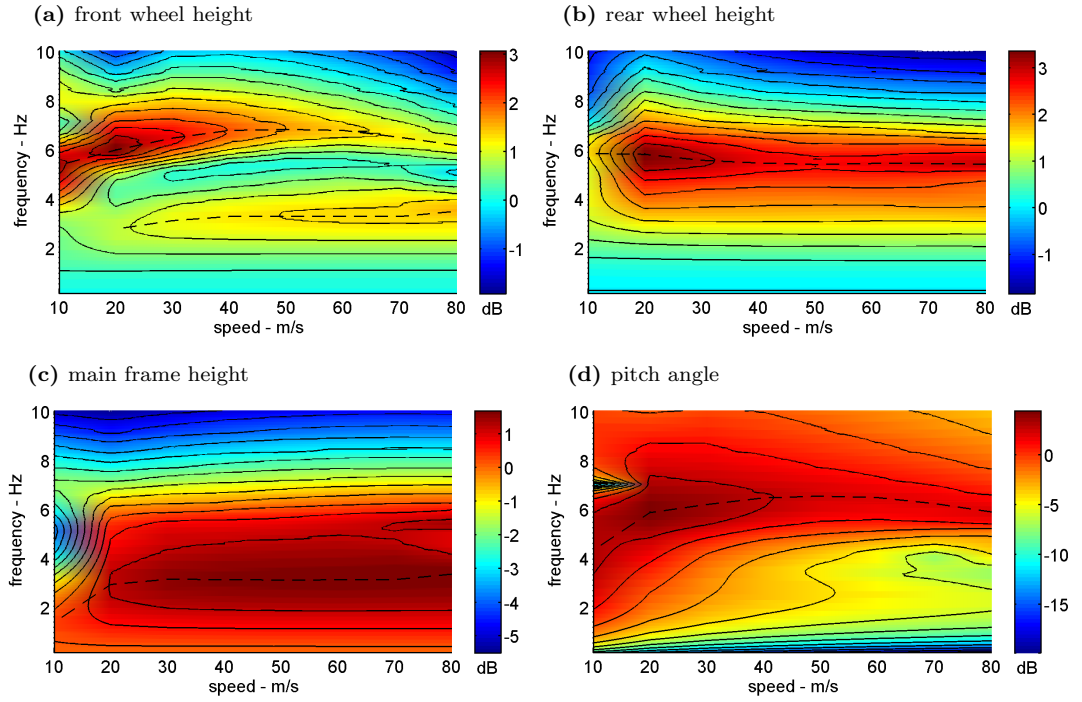 (a) front wheel height
(b) rear wheel height
10
8
6
4
2
frequency - Hz
10 20 30 40 50 60 70 80
speed - m/s
3
2
1
0
-1
dB
10
8
6
4
2
frequency - Hz
10 20 30 40 50 60 70 80
speed - m/s
3
2
1
0
-1
dB
(c) main frame height
(d) pitch angle
10
8
6
4
2
frequency - Hz
10 20 30 40 50 60 70 80
speed - m/s
1
0
-1
-2
-3
-4
-5
dB
10
8
6
4
2
frequency - Hz
10 20 30 40 50 60 70 80
speed - m/s
0
-5
-10
-15
dB